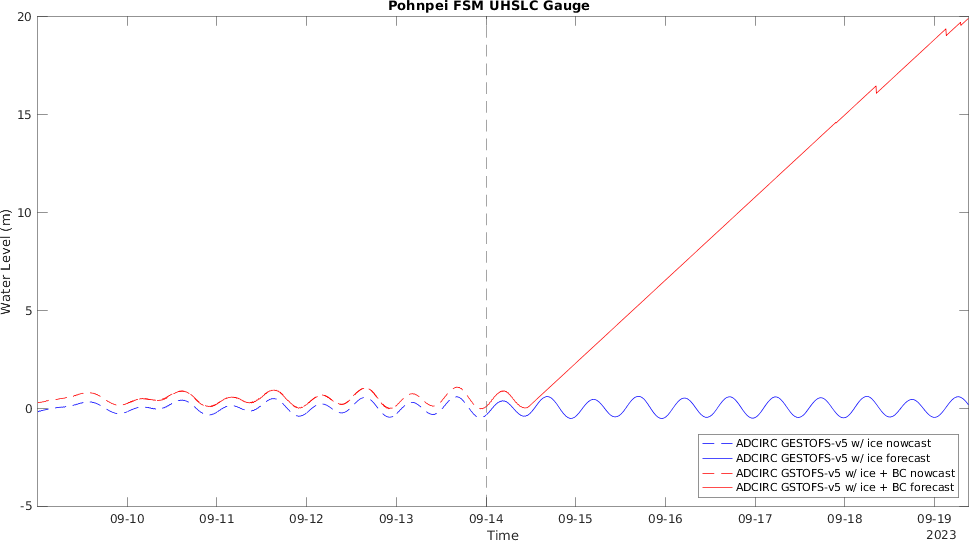 Pohnpei FSM UHSLC Gauge
20
15
10
5
0
-5
Water Level (m)
09-10 09-11 09-12 09-13 09-14 09-15 09-16 09-17 09-18 09-19
Time
2023
ADCIRC GESTOFS-v5 w/ ice nowcast
ADCIRC GESTOFS-v5 w/ ice forecast
ADCIRC GSTOFS-v5 w/ ice + BC nowcast
ADCIRC GSTOFS-v5 w/ ice + BC forecast